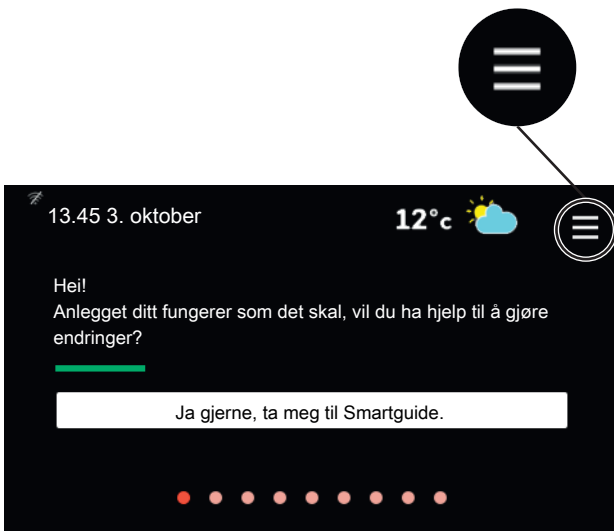 13.45 3. oktober
12°c
Hei!
Anlegget ditt fungerer som det skal, vil du ha hjelp til å gjøre
endringer?
Ja gjerne, ta meg til Smartguide.